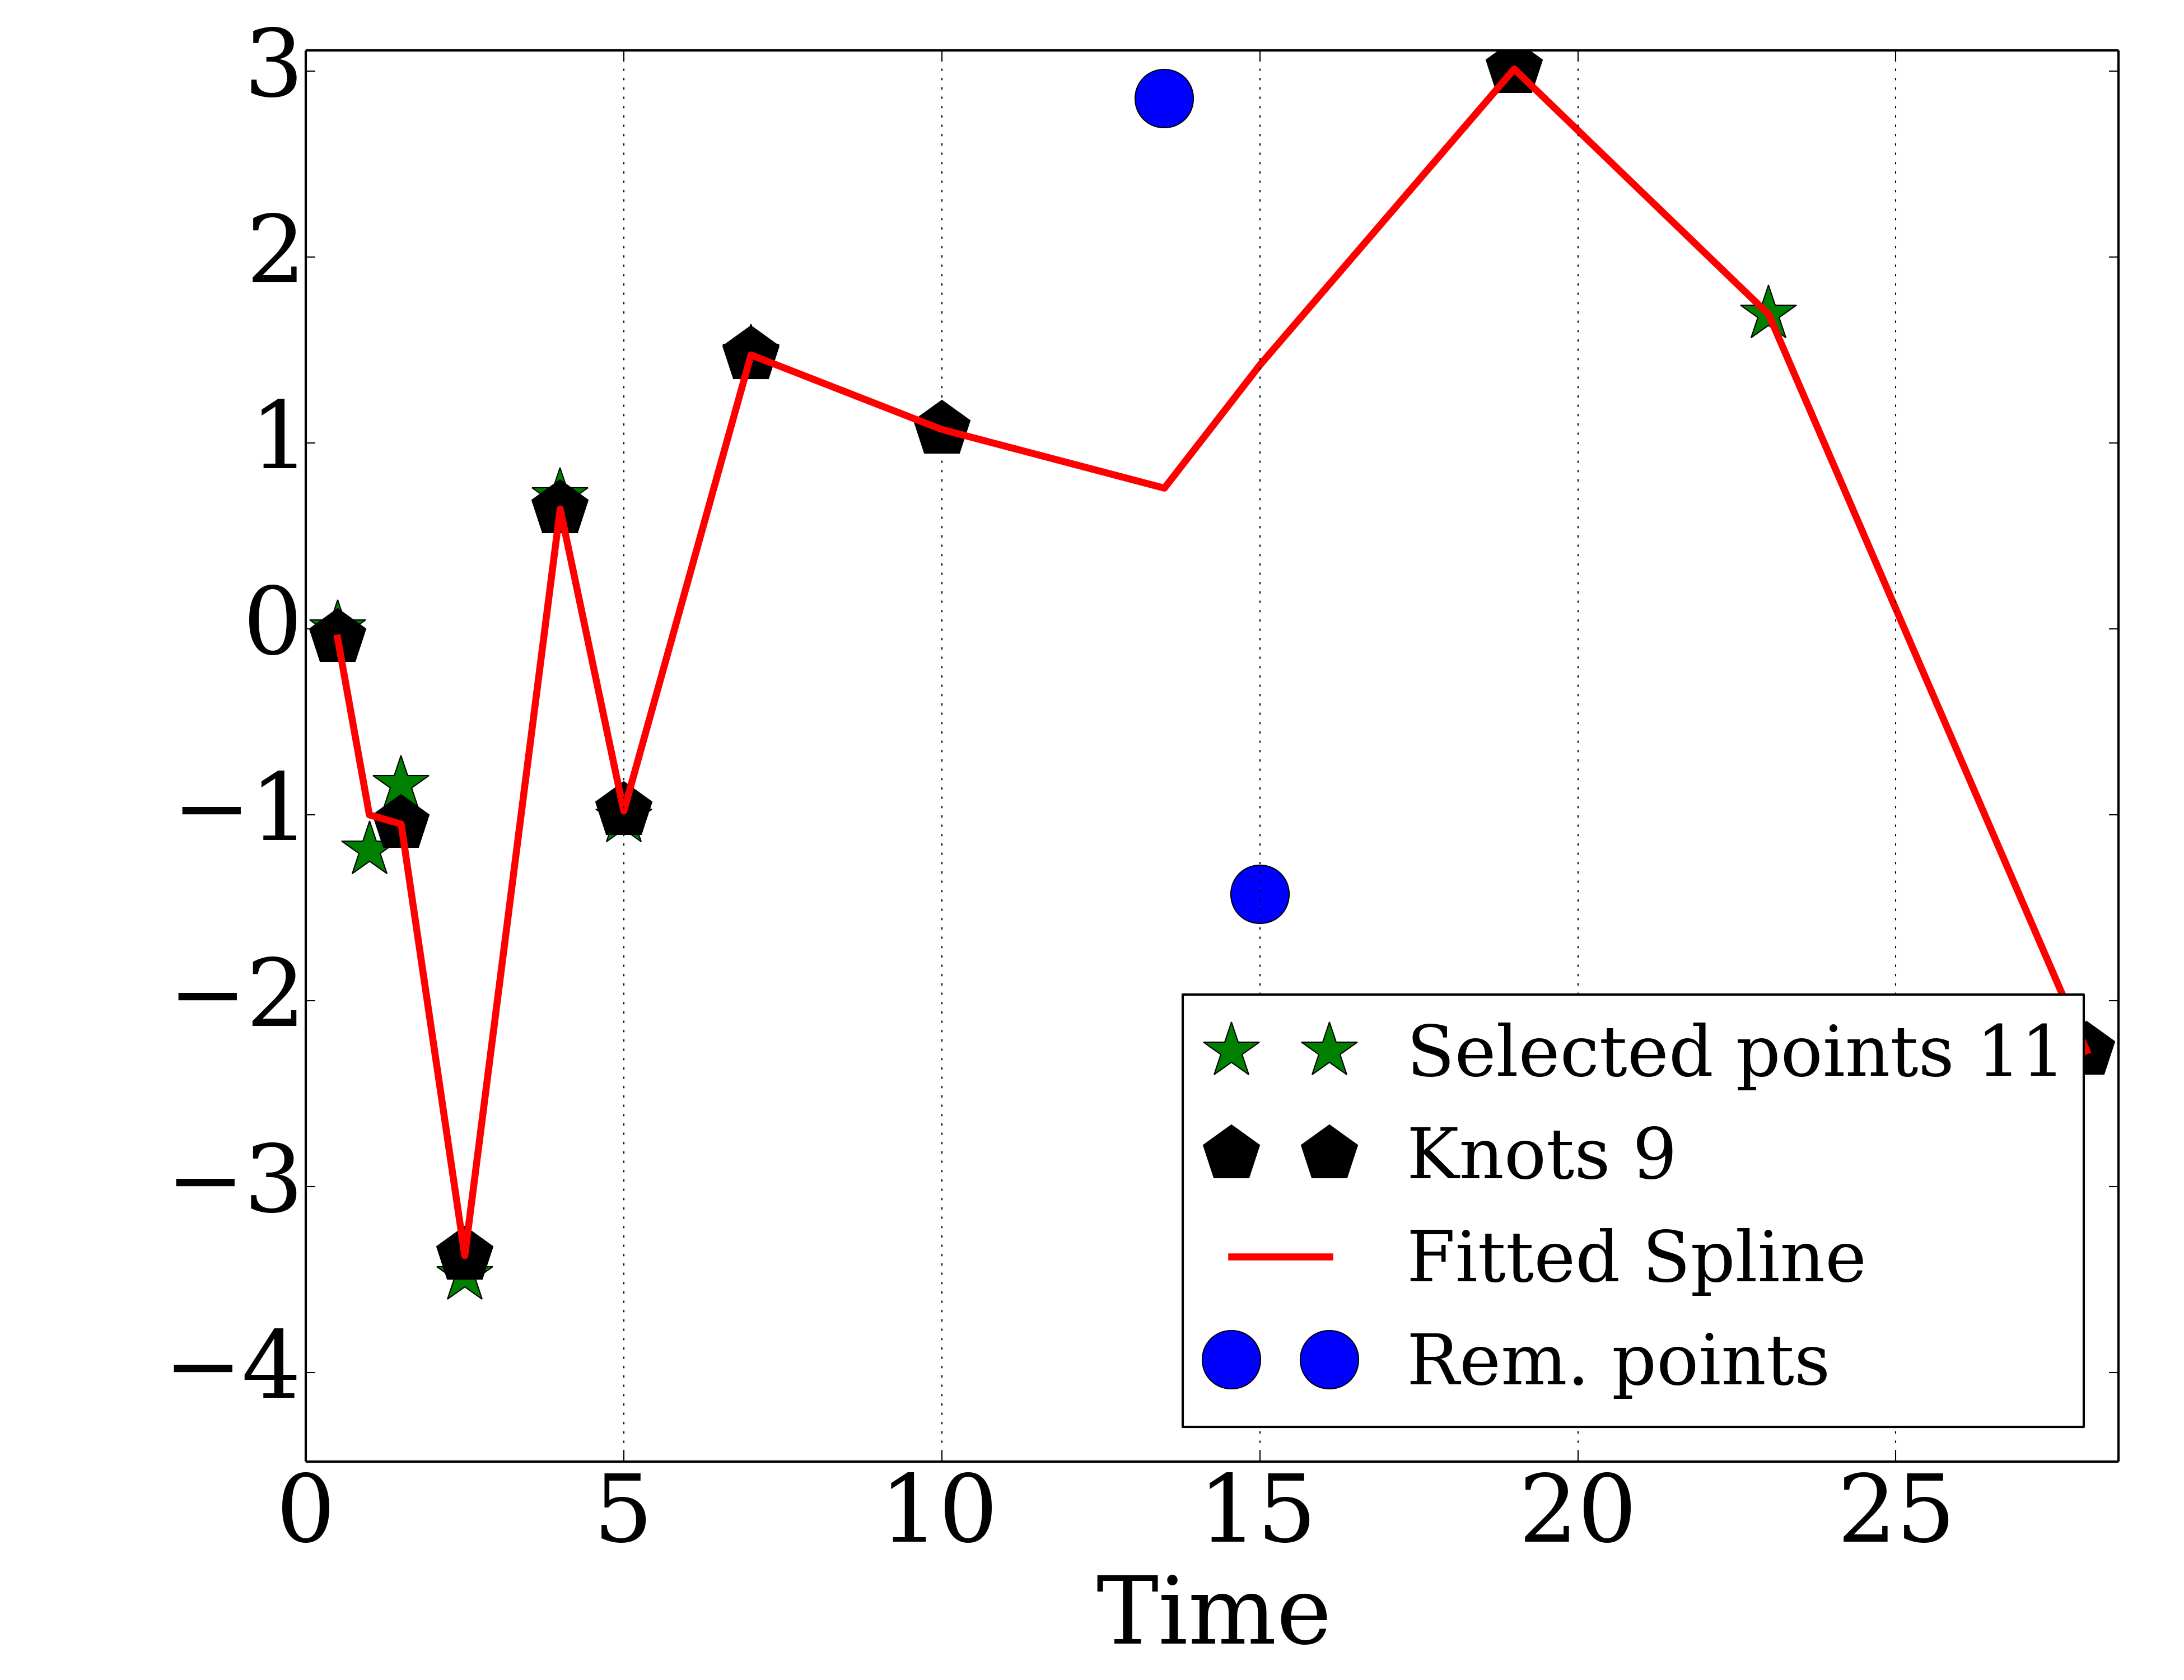 3
2
1
0
−1
−2
−3
−4
Selected points 11
Knots 9
Fitted Spline
Rem. points
0 5 10 15 20 25
Time